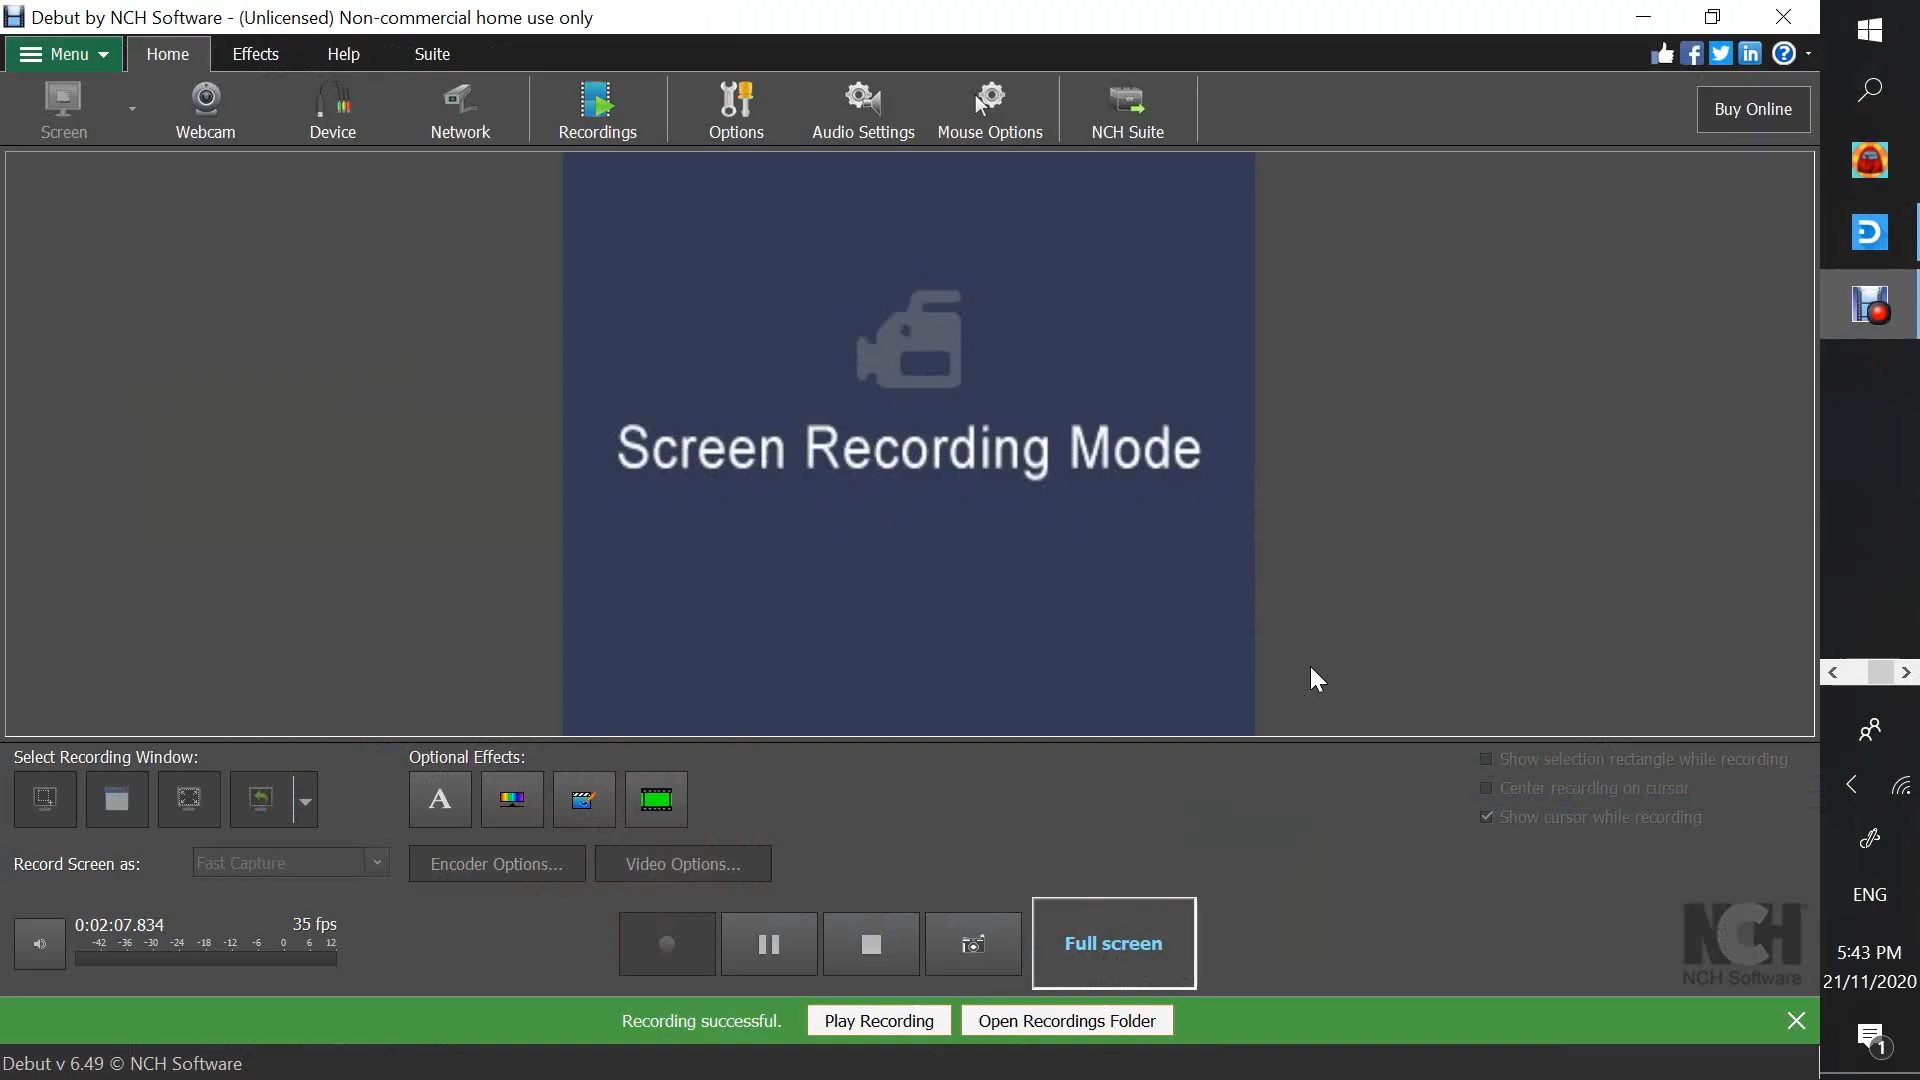 Debut by NCH Software - (Unlicensed) Non-commercial home use only
Menu Home Effects Help Suite
Screen Webcam Device Network Recordings Options Audio Settings Mouse Options NCH Suite Buy Online
Screen Recording Mode
Select Recording Window: Optional Effects:
Show selection rectangle while recording
Center recording on cursor
Show cursor while recording
A
Record Screen as: Fast Capture Encoder Options... Video Options...
0:02:07.834 35 fps
-42 -36 -30 -24 -18 -12 -6 0 6 12
Full screen
NCH
NCH Software
Recording successful. Play Recording Open Recordings Folder
Debut v 6.49 © NCH Software
ENG
5:43 PM
21/11/2020
1